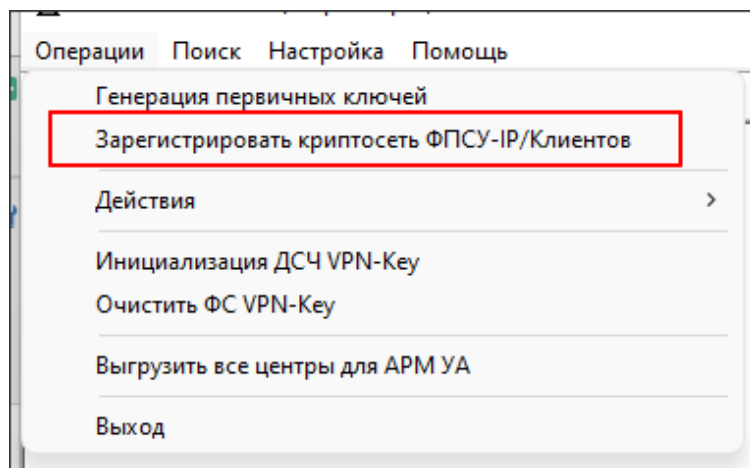 Операции Поиск Настройка Помощь
Генерация первичных ключей
Зарегистрировать криптосеть ФПСУ-IP/Клиентов
Действия
Инициализация ДСЧ VPN-Key
Очистить ФС VPN-Key
Выгрузить все центры для АРМ УА
Выход